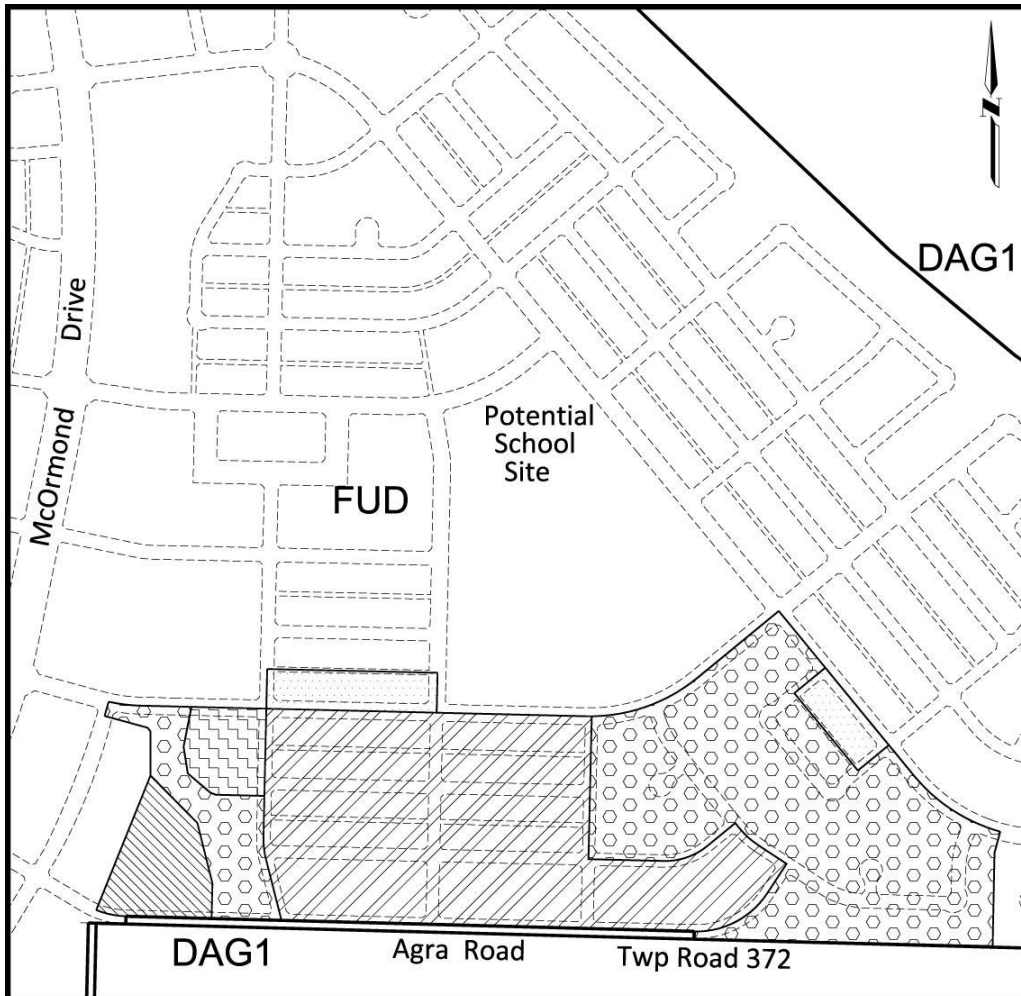 N
DAG1
Drive
McOrmond
Potential
School
Site
FUD
DAG1
Agra Road
Twp Road 372